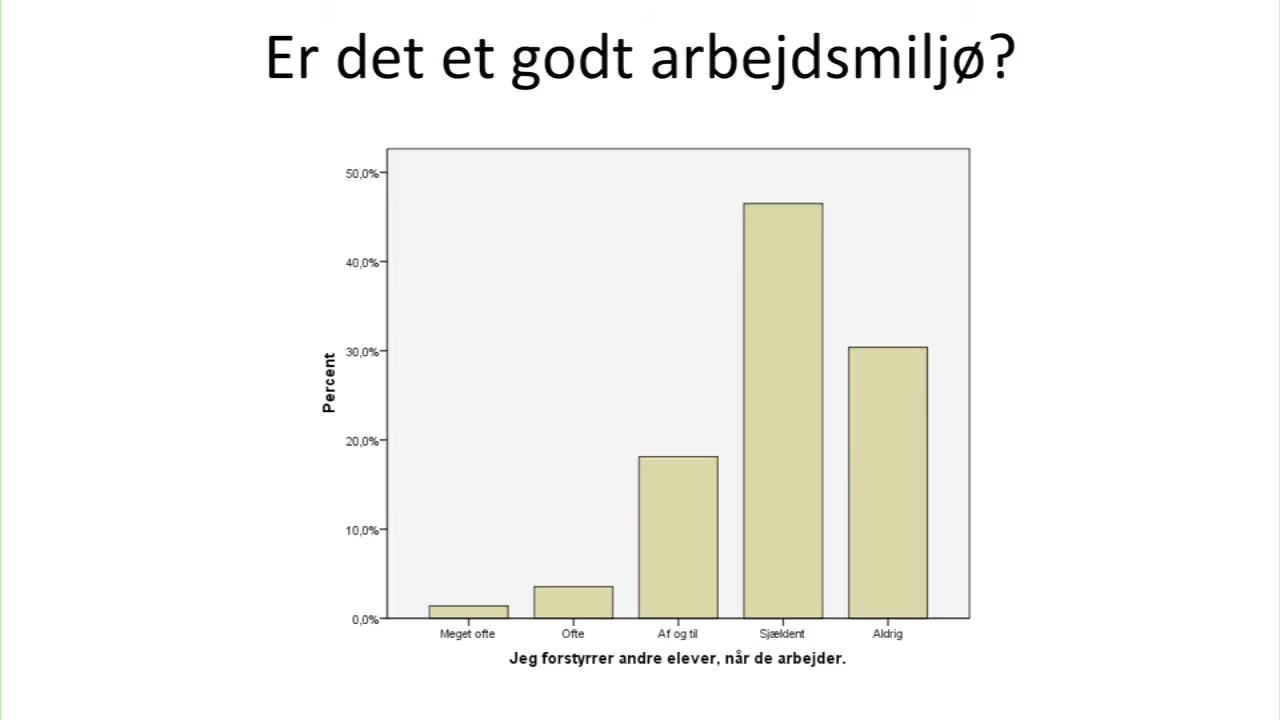 Er det et godt arbejdsmiljø?
50,0%
40,0%
30,0%
20,0%
10,0%
0,0%
Percent
Meget ofte
Ofte
Af og til
Sjældent
Aldrig
Jeg forstyrrer andre elever, når de arbejder.